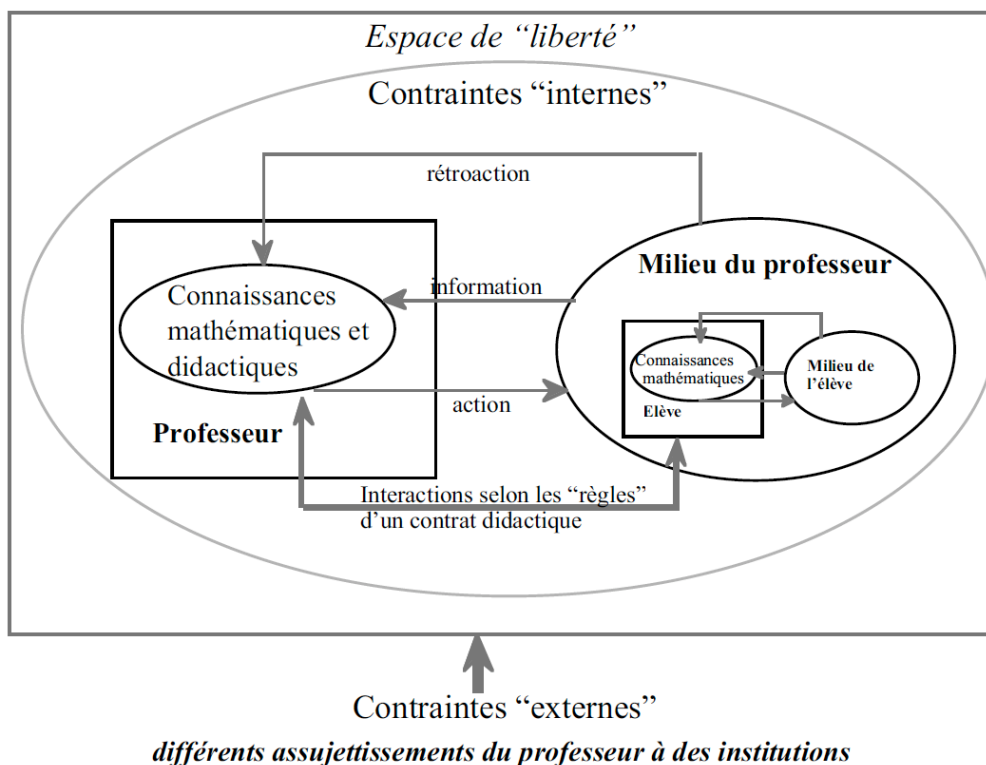 Espace de “liberté”
Contraintes “internes”
rétroaction
Connaissances
mathématiques et
didactiques
Professeur
information
action
Milieu du professeur
Connaissances
mathématiques
Elève
Milieu de
l’élève
Interactions selon les “règles”
d’un contrat didactique
Contraintes “externes”
différents assujettissements du professeur à des institutions